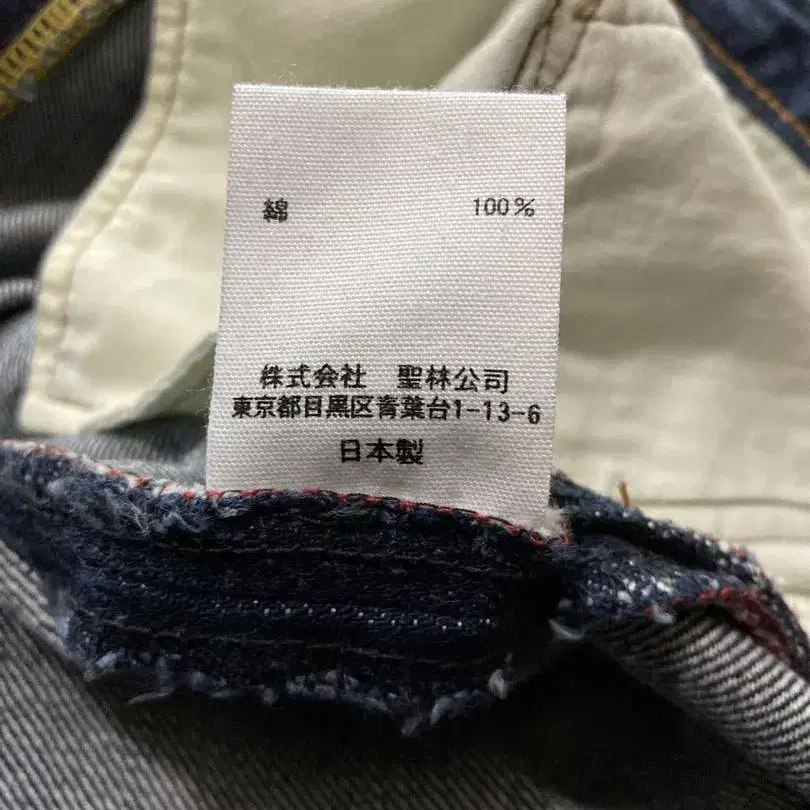 綿 100%
株式会社 聖林公司
東京都目黒区青葉台1-13-6
日本製